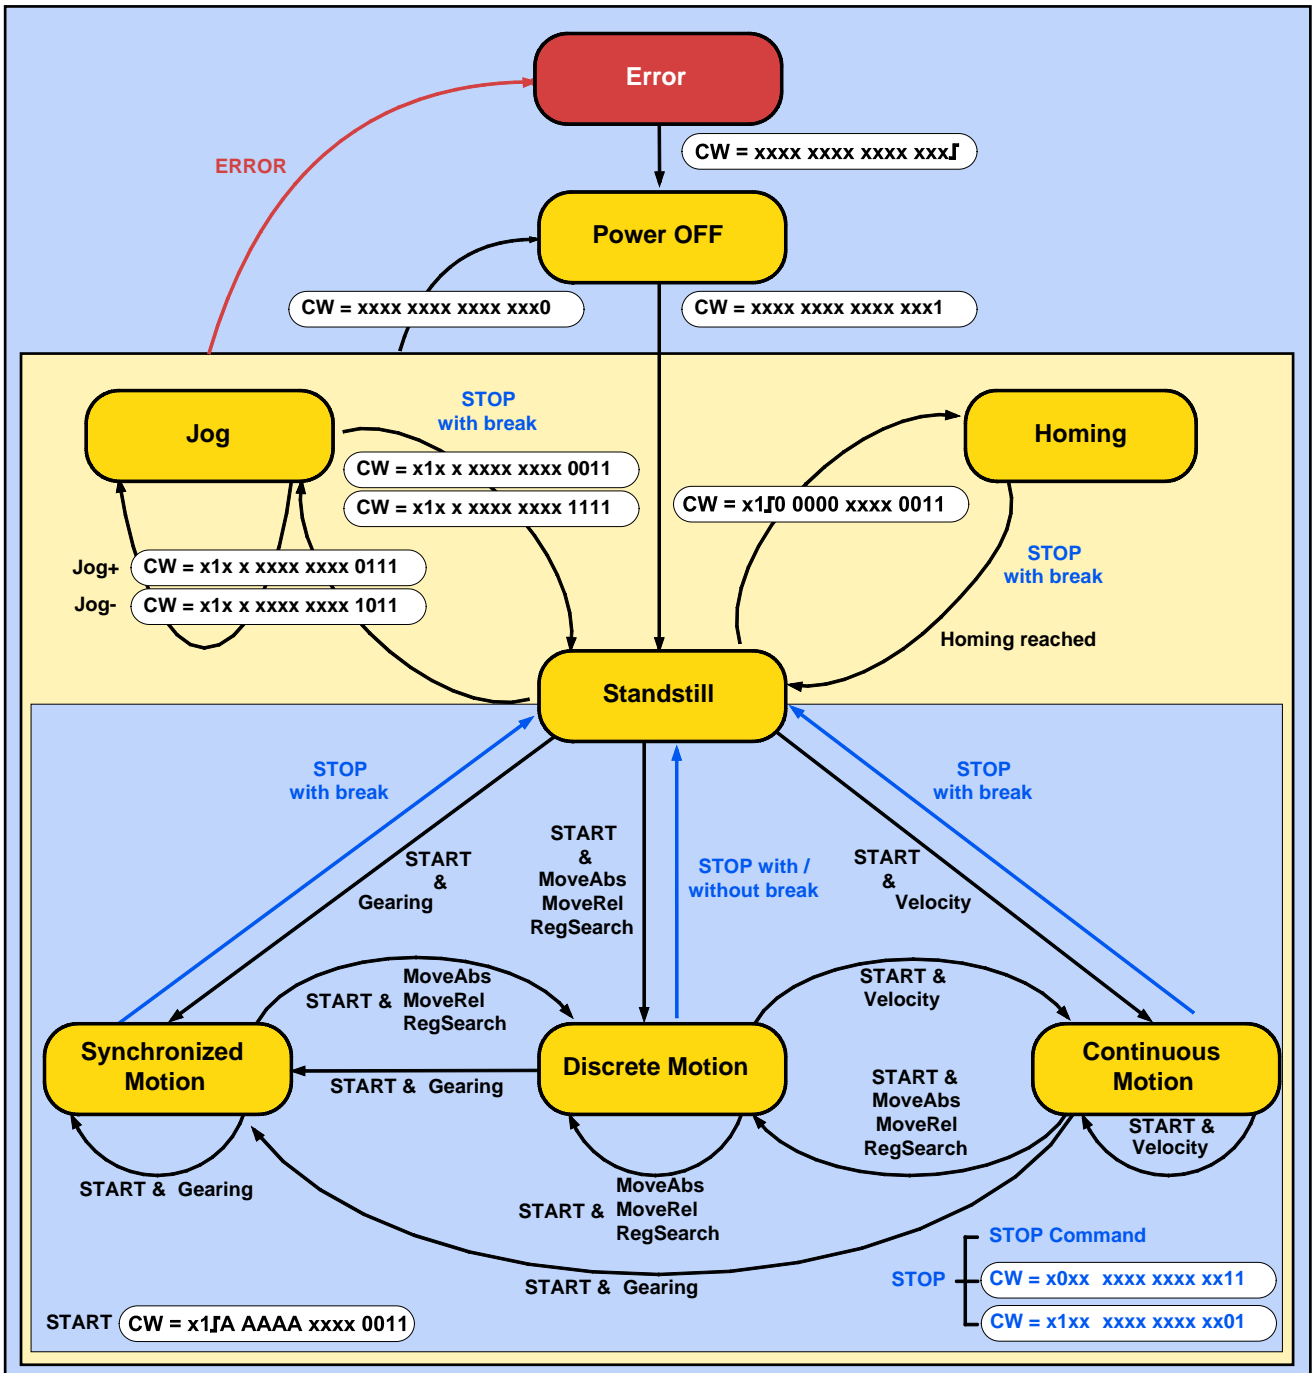 Error
CW = xxxx xxxx xxxx xxx⎍
ERROR
Power OFF
CW = xxxx xxxx xxxx xxx0
CW = xxxx xxxx xxxx xxx1
Jog
STOP
with break
Homing
CW = x1x x xxxx xxxx 0011
CW = x1x x xxxx xxxx 1111
CW = x1⎍0 0000 xxxx 0011
Jog+ CW = x1x x xxxx xxxx 0111
Jog- CW = x1x x xxxx xxxx 1011
STOP
with break
Homing reached
Standstill
STOP
with break
STOP
with break
START
&
Gearing
START
&
MoveAbs
MoveRel
RegSearch
STOP with /
without break
START
&
Velocity
START &
MoveAbs
MoveRel
RegSearch
START &
Velocity
Synchronized
Motion
Discrete Motion
Continuous
Motion
START & Gearing
START &
MoveAbs
MoveRel
RegSearch
START &
Velocity
START & Gearing
START &
MoveAbs
MoveRel
RegSearch
START & Gearing
STOP
STOP Command
CW = x0xx xxxx xxxx xx11
CW = x1xx xxxx xxxx xx01
START CW = x1⎍A AAAA xxxx 0011